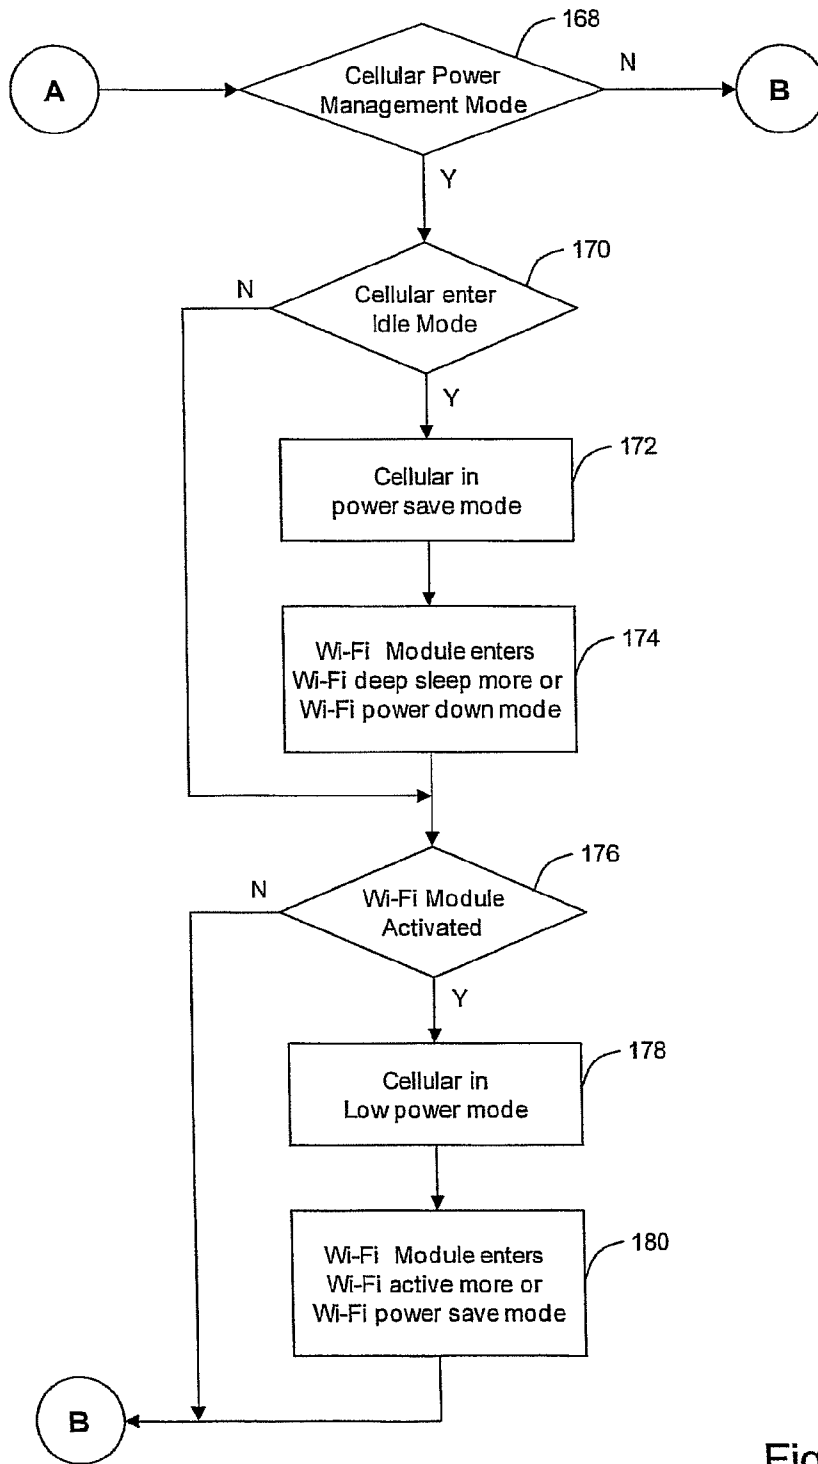 168
A
Cellular Power
Management Mode
N
B
Y
170
N
Cellular enter
Idle Mode
Y
172
Cellular in
power save mode
174
Wi-Fi Module enters
Wi-Fi deep sleep more or
Wi-Fi power down mode
176
N
Wi-Fi Module
Activated
Y
178
Cellular in
Low power mode
180
Wi-Fi Module enters
Wi-Fi active more or
Wi-Fi power save mode
B
Fig